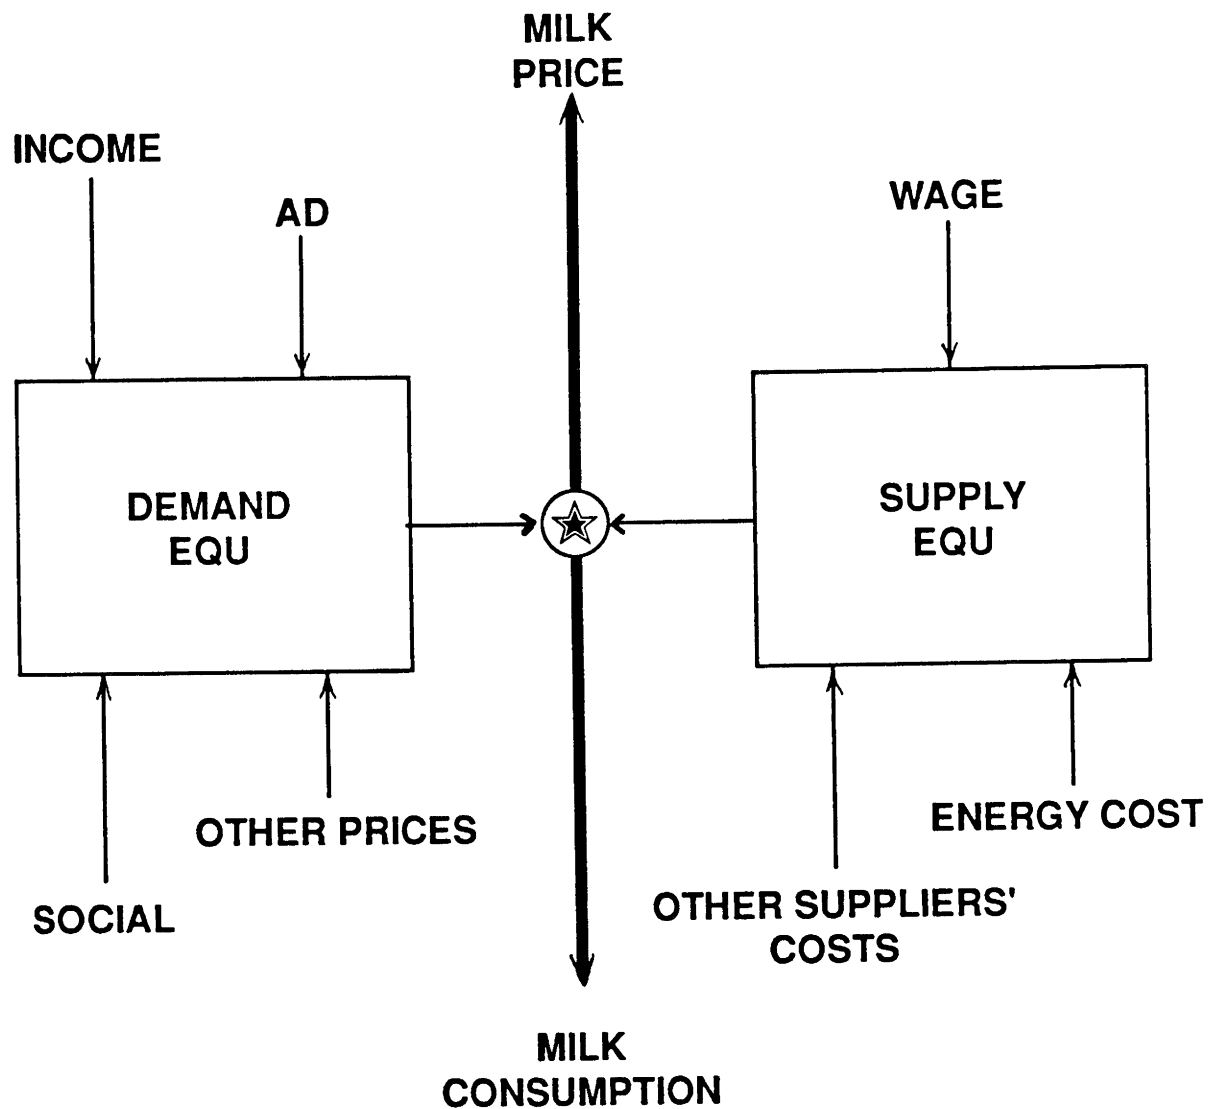 MILK
PRICE
INCOME
AD
WAGE
DEMAND
EQU
SUPPLY
EQU
OTHER PRICES
ENERGY COST
SOCIAL
OTHER SUPPLIERS'
COSTS
MILK
CONSUMPTION